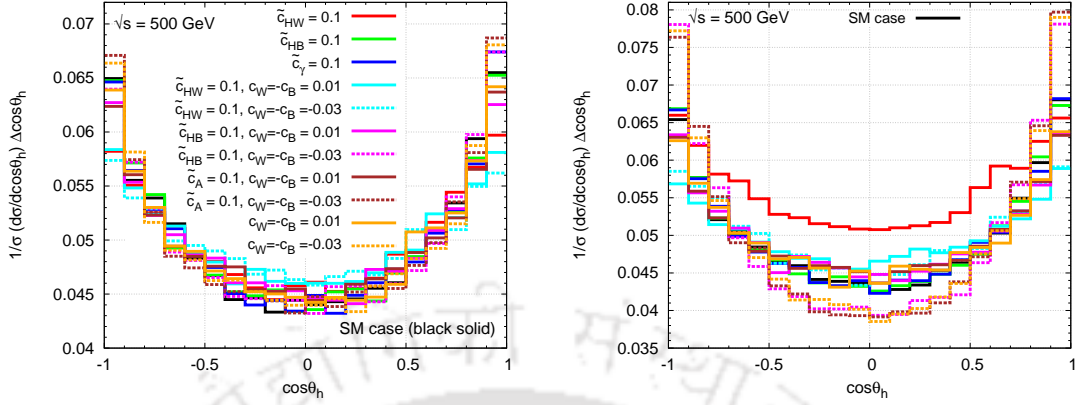 √s = 500 GeV
c̃HW = 0.1
c̃HB = 0.1
c̃γ = 0.1
c̃HW = 0.1, cW=-cB= 0.01
c̃HW = 0.1, cW=-cB= -0.03
c̃HB = 0.1, cW=-cB= 0.01
c̃HB = 0.1, cW=-cB= -0.03
c̃A = 0.1, cW=-cB= 0.01
c̃A = 0.1, cW=-cB= -0.03
cW=-cB= 0.01
cW=-cB= -0.03
SM case (black solid)
1/σ (dσ/dcosθh) Δcosθh
0.065
0.06
0.055
0.05
0.045
0.04
-1 -0.5 0 0.5 1
cosθh
√s = 500 GeV
SM case
1/σ (dσ/dcosθh) Δcosθh
0.08
0.075
0.07
0.065
0.06
0.055
0.05
0.045
0.04
0.035
-1 -0.5 0 0.5 1
cosθh